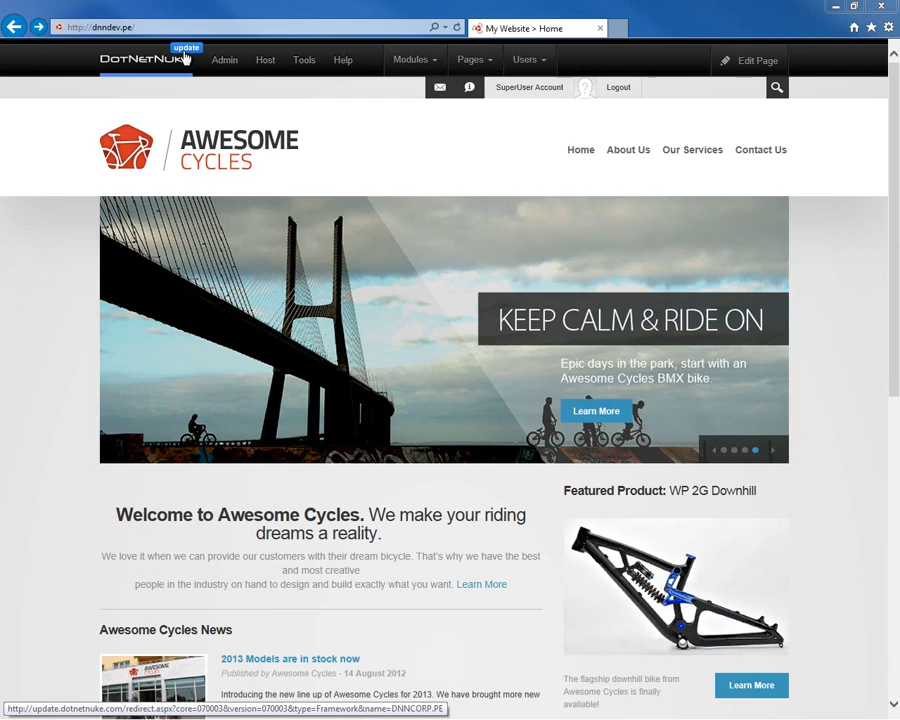 http://dnndev.pe/
My Website > Home
update
DOTNETNUKE
Admin
Host
Tools
Help
Modules
Pages
Users
Edit Page
SuperUser Account
Logout
AWESOME
CYCLES
Home
About Us
Our Services
Contact Us
KEEP CALM & RIDE ON
Epic days in the park, start with an
Awesome Cycles BMX bike.
Learn More
Welcome to Awesome Cycles. We make your riding
dreams a reality.
We love it when we can provide our customers with their dream bicycle. That's why we have the best
and most creative
people in the industry on hand to design and build exactly what you want. Learn More
Featured Product: WP 2G Downhill
Awesome Cycles News
AWESOME CYCLES
2013 Models are in stock now
Published by Awesome Cycles - 14 August 2012
Introducing the new line up of Awesome Cycles for 2013. We have brought more new
The flagship downhill bike from
Awesome Cycles is finally
available!
Learn More
http://update.dotnetnuke.com/redirect.aspx?core=070003&version=070003&type=Framework&name=DNNCORP.PE